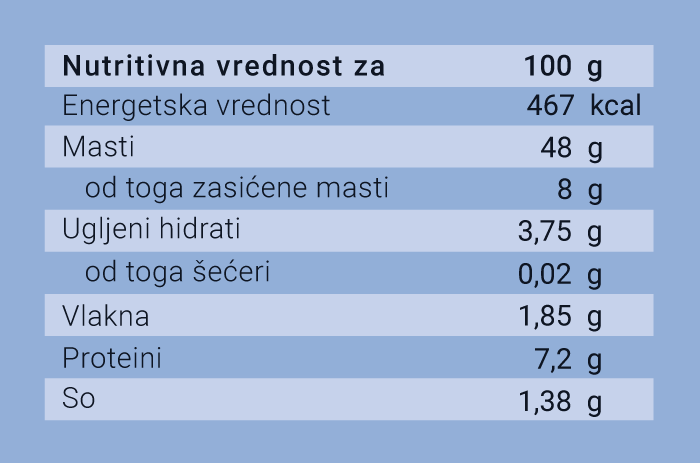 Nutritivna vrednost za 100 g
Energetska vrednost 467 kcal
Masti 48 g
od toga zasićene masti 8 g
Ugljeni hidrati 3,75 g
od toga šećeri 0,02 g
Vlakna 1,85 g
Proteini 7,2 g
So 1,38 g